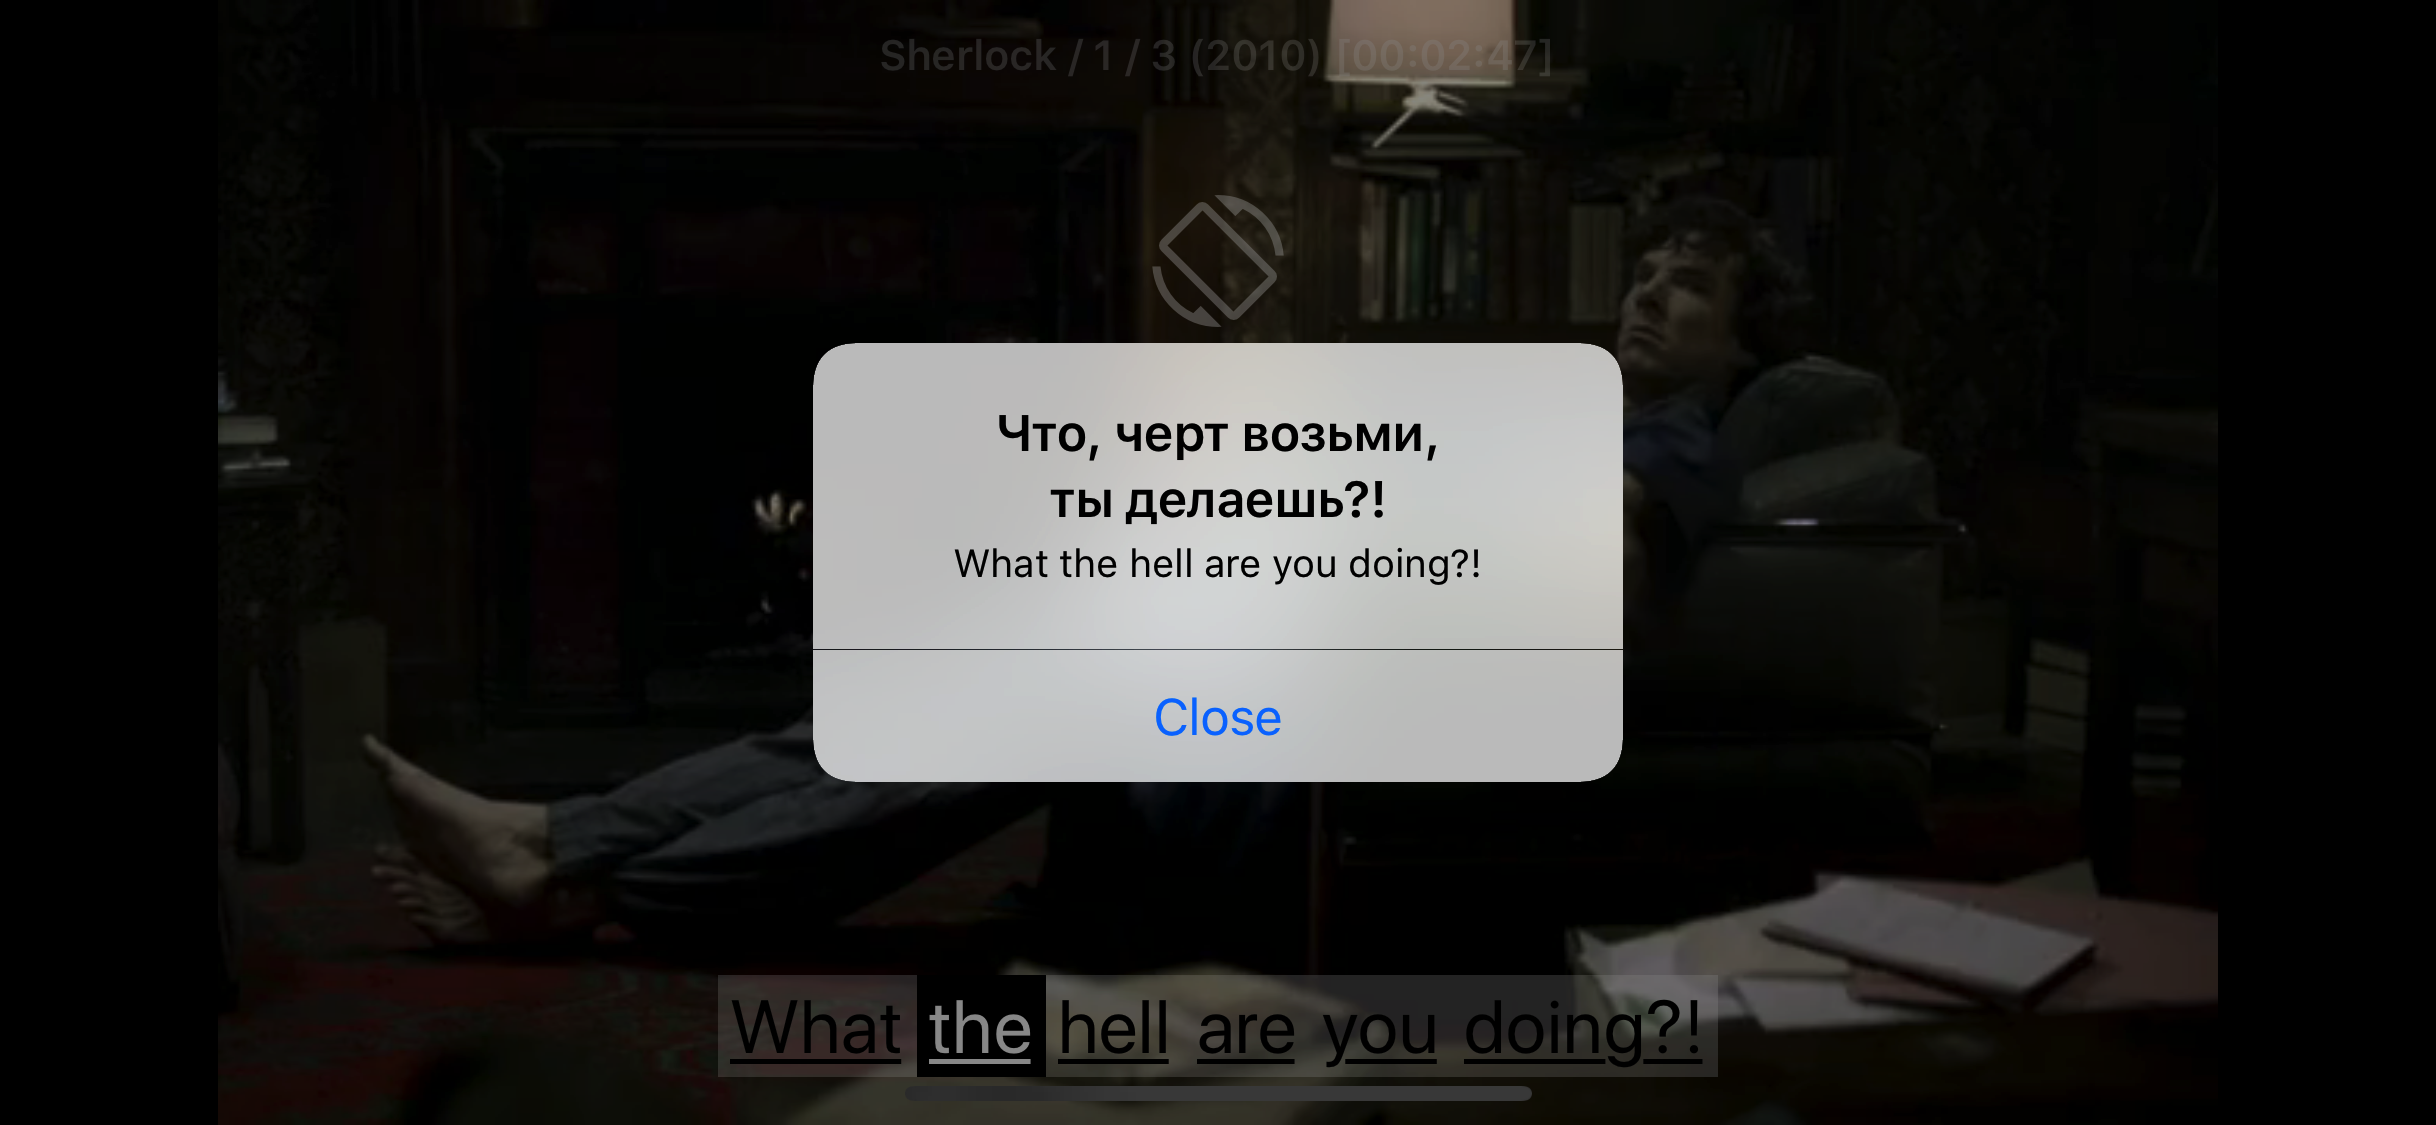 Sherlock / 1 / 3 (2010) [00:02:47]
Что, черт возьми,
ты делаешь?!
What the hell are you doing?!
Close
What the hell are you doing?!